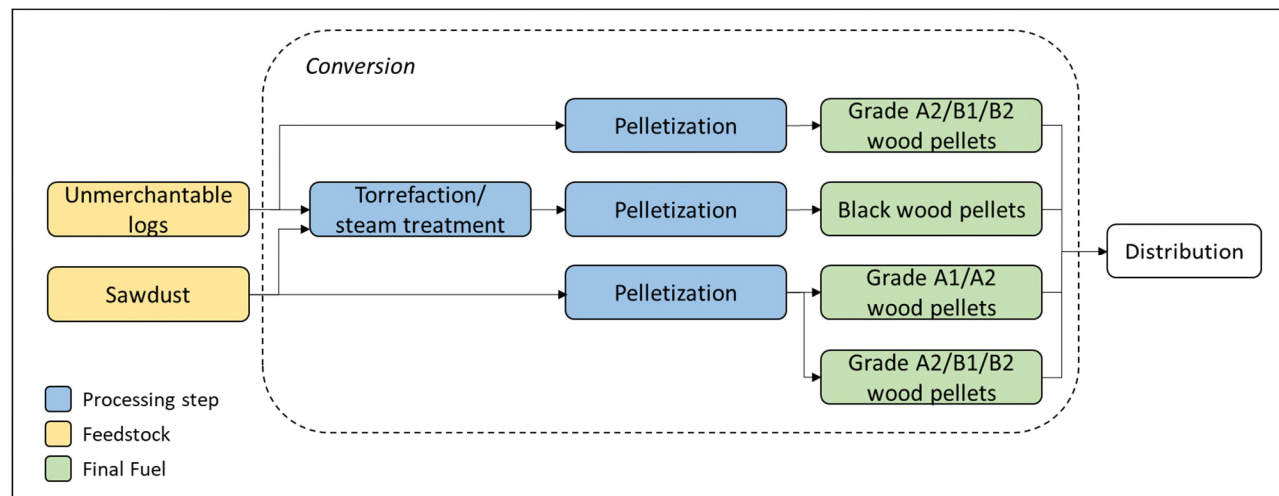 Conversion
Pelletization
Grade A2/B1/B2
wood pellets
Unmerchantable
logs
Torrefaction/
steam treatment
Pelletization
Black wood pellets
Distribution
Sawdust
Pelletization
Grade A1/A2
wood pellets
Grade A2/B1/B2
wood pellets
Processing step
Feedstock
Final Fuel